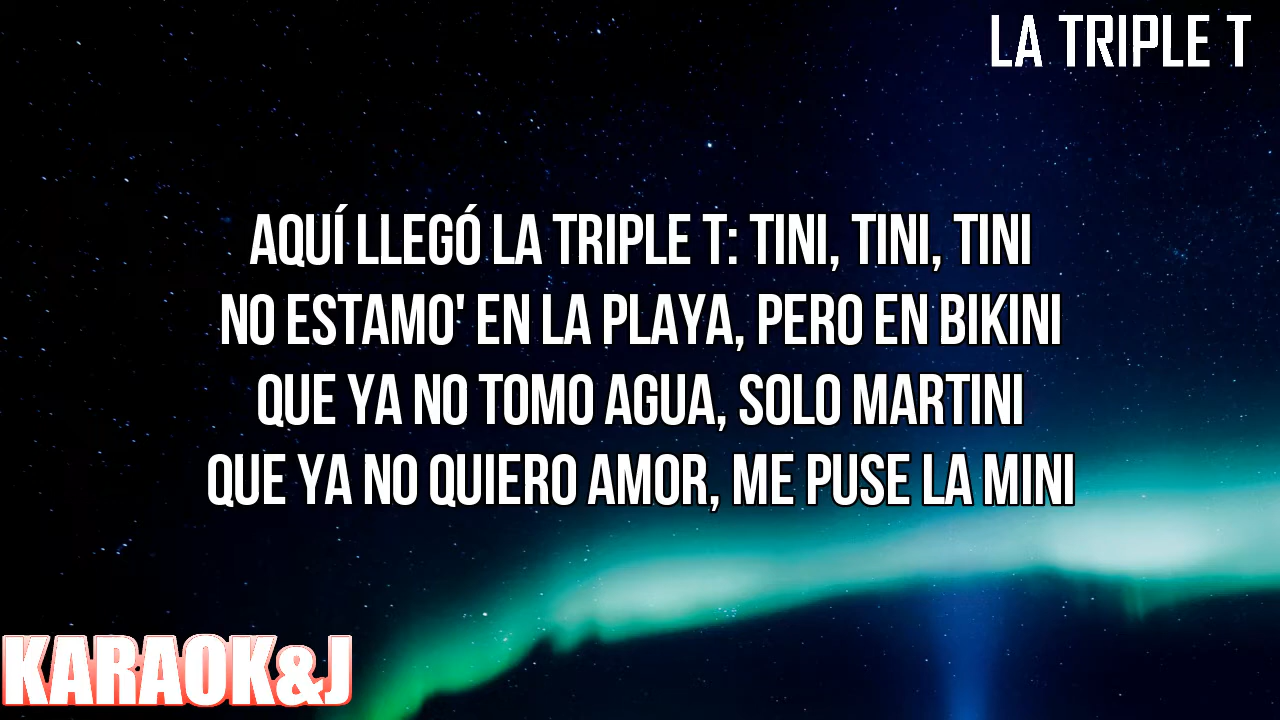 LA TRIPLE T
AQUÍ LLEGÓ LA TRIPLE T: TINI, TINI, TINI
NO ESTAMO' EN LA PLAYA, PERO EN BIKINI
QUE YA NO TOMO AGUA, SOLO MARTINI
QUE YA NO QUIERO AMOR, ME PUSE LA MINI
KARAOK&J